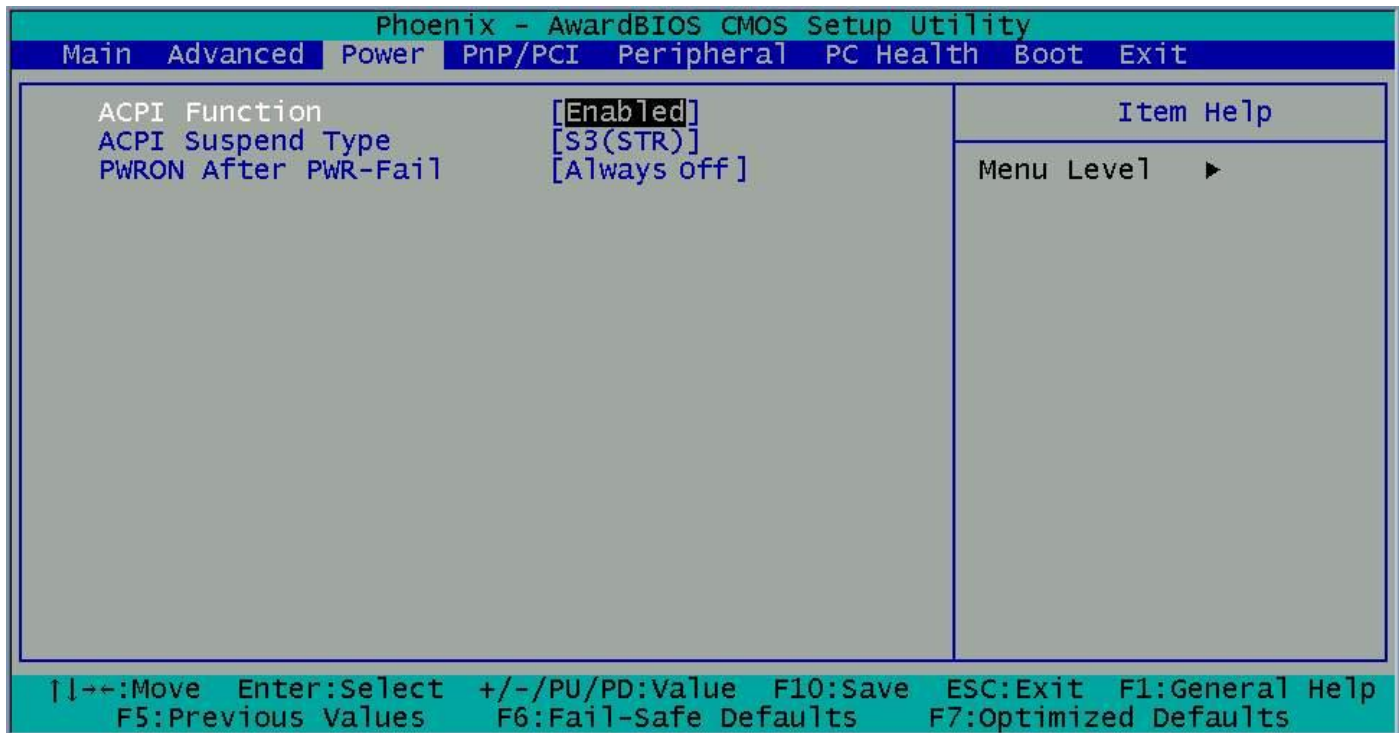 Phoenix - AwardBIOS CMOS Setup Utility
Main Advanced Power PnP/PCI Peripheral PC Health Boot Exit
ACPI Function [Enabled]
ACPI Suspend Type [S3(STR)]
PWRON After PWR-Fail [Always Off]
Item Help
Menu Level ▶
↑↓→←:Move Enter:Select +/-/PU/PD:Value F10:Save ESC:Exit F1:General Help
F5:Previous Values F6:Fail-Safe Defaults F7:Optimized Defaults